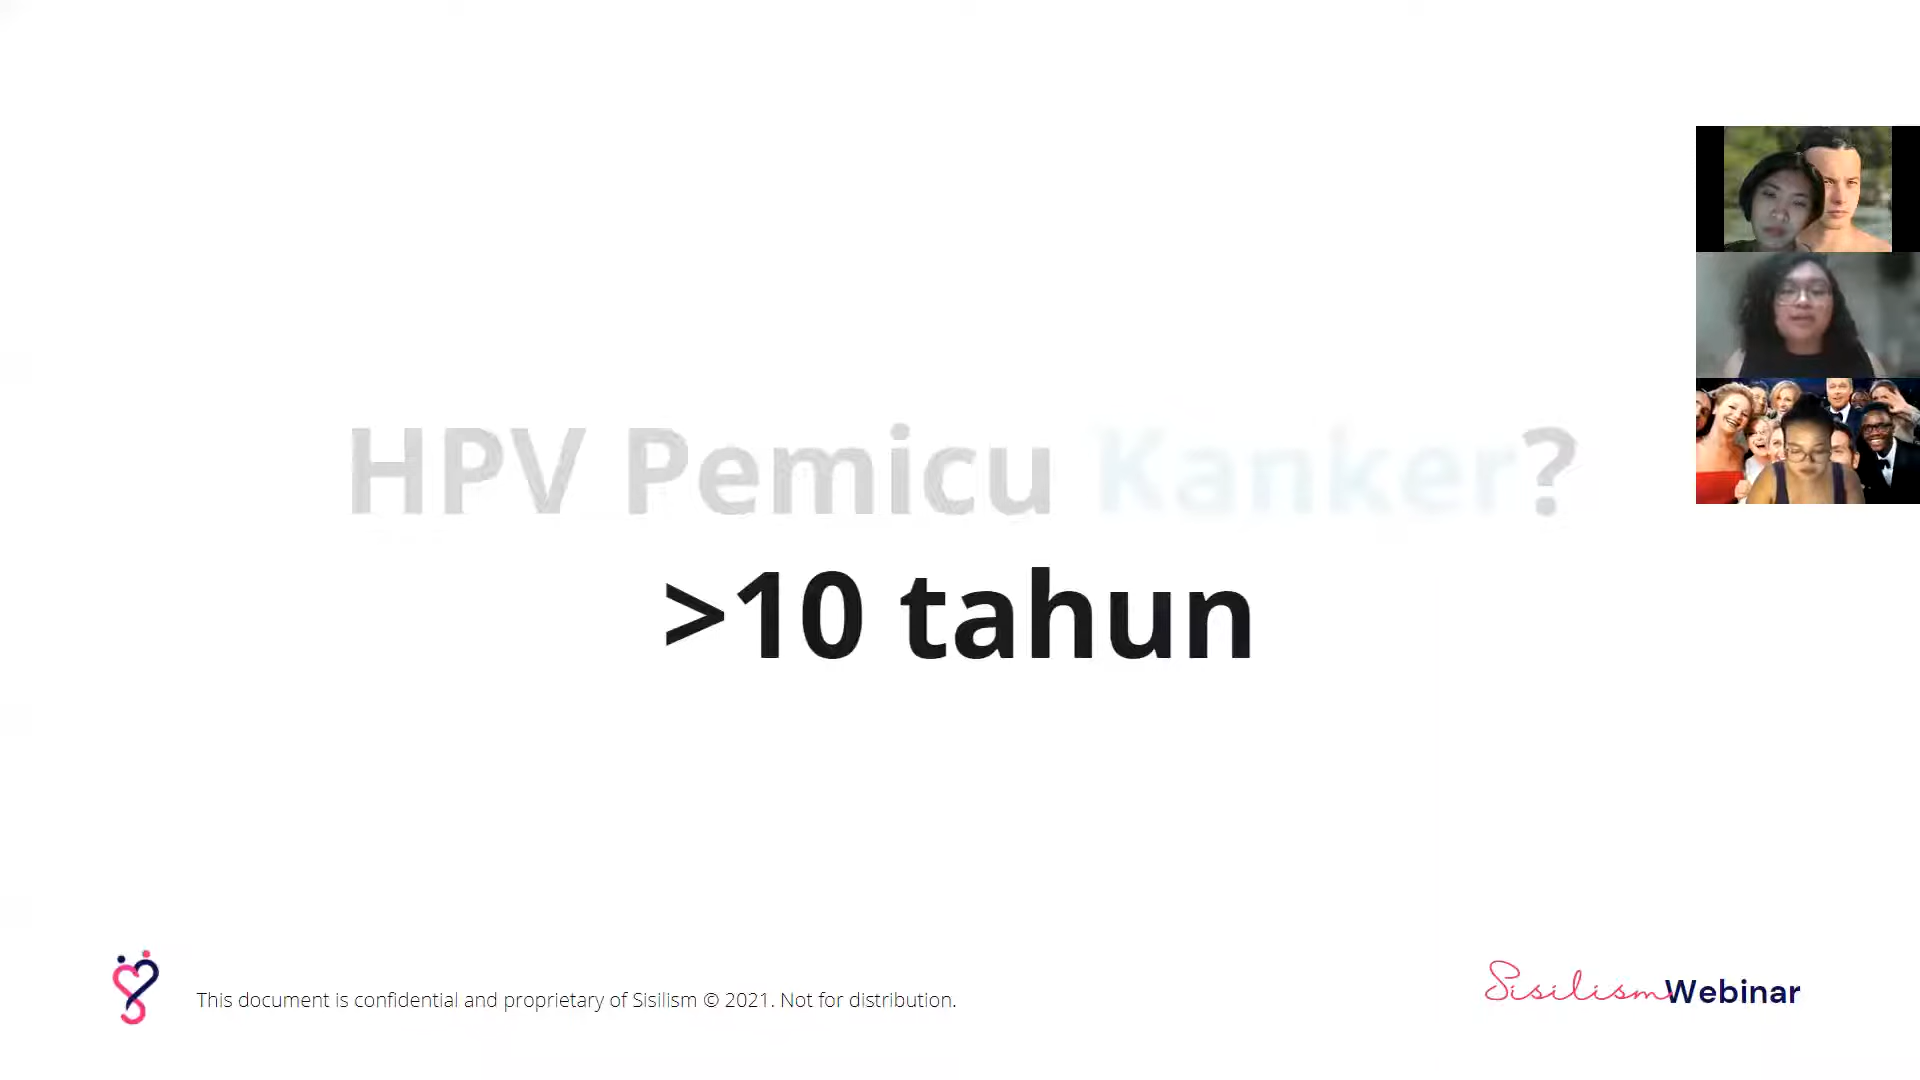 HPV Pemicu Kanker?
>10 tahun
This document is confidential and proprietary of Sisilism © 2021. Not for distribution.
Sisilism Webinar